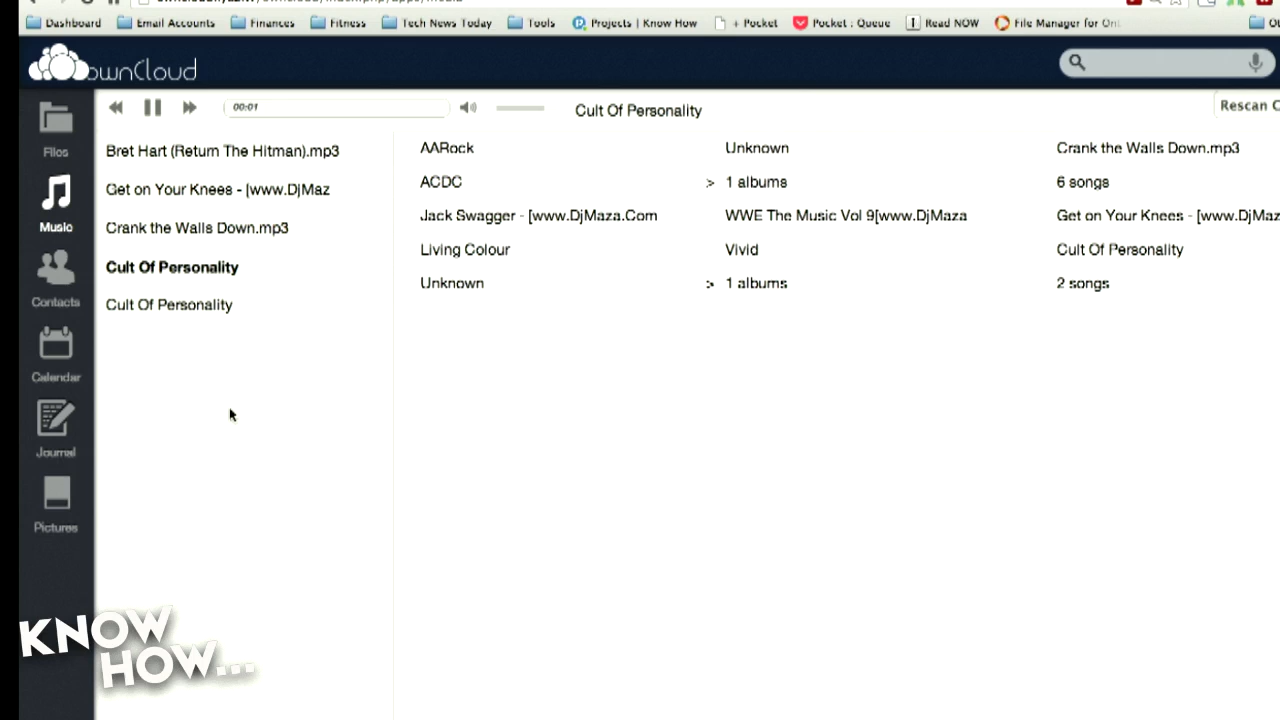 Dashboard Email Accounts Finances Fitness Tech News Today Tools Projects | Know How + Pocket Pocket : Queue Read NOW File Manager for Onl
ownCloud
00:01 Cult Of Personality Rescan C
Files
Music
Contacts
Calendar
Journal
Pictures
Bret Hart (Return The Hitman).mp3
Get on Your Knees - [www.DjMaz
Crank the Walls Down.mp3
Cult Of Personality
Cult Of Personality
AARock Unknown Crank the Walls Down.mp3
ACDC > 1 albums 6 songs
Jack Swagger - [www.DjMaza.Com WWE The Music Vol 9[www.DjMaza Get on Your Knees - [www.DjMaz
Living Colour Vivid Cult Of Personality
Unknown > 1 albums 2 songs
KNOW
HOW...